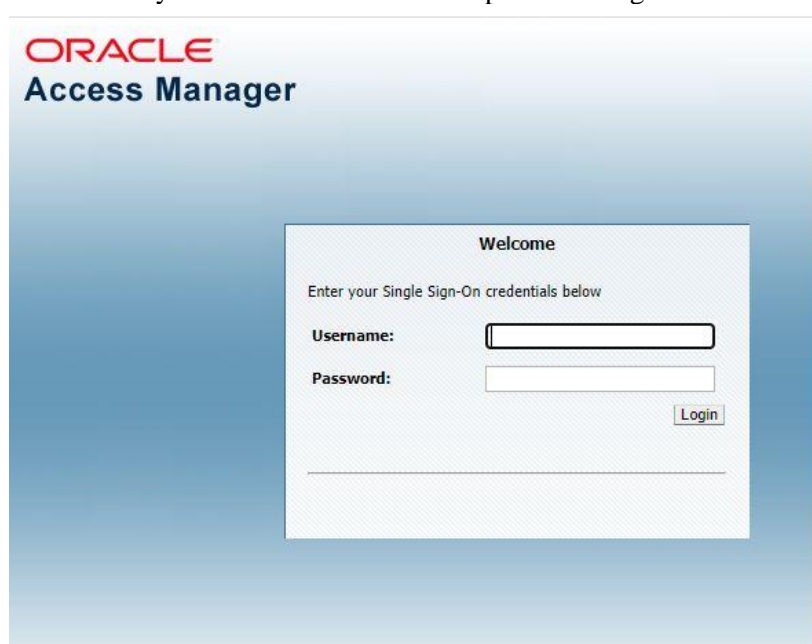 ORACLE
Access Manager
Welcome
Enter your Single Sign-On credentials below
Username:
Password:
Login